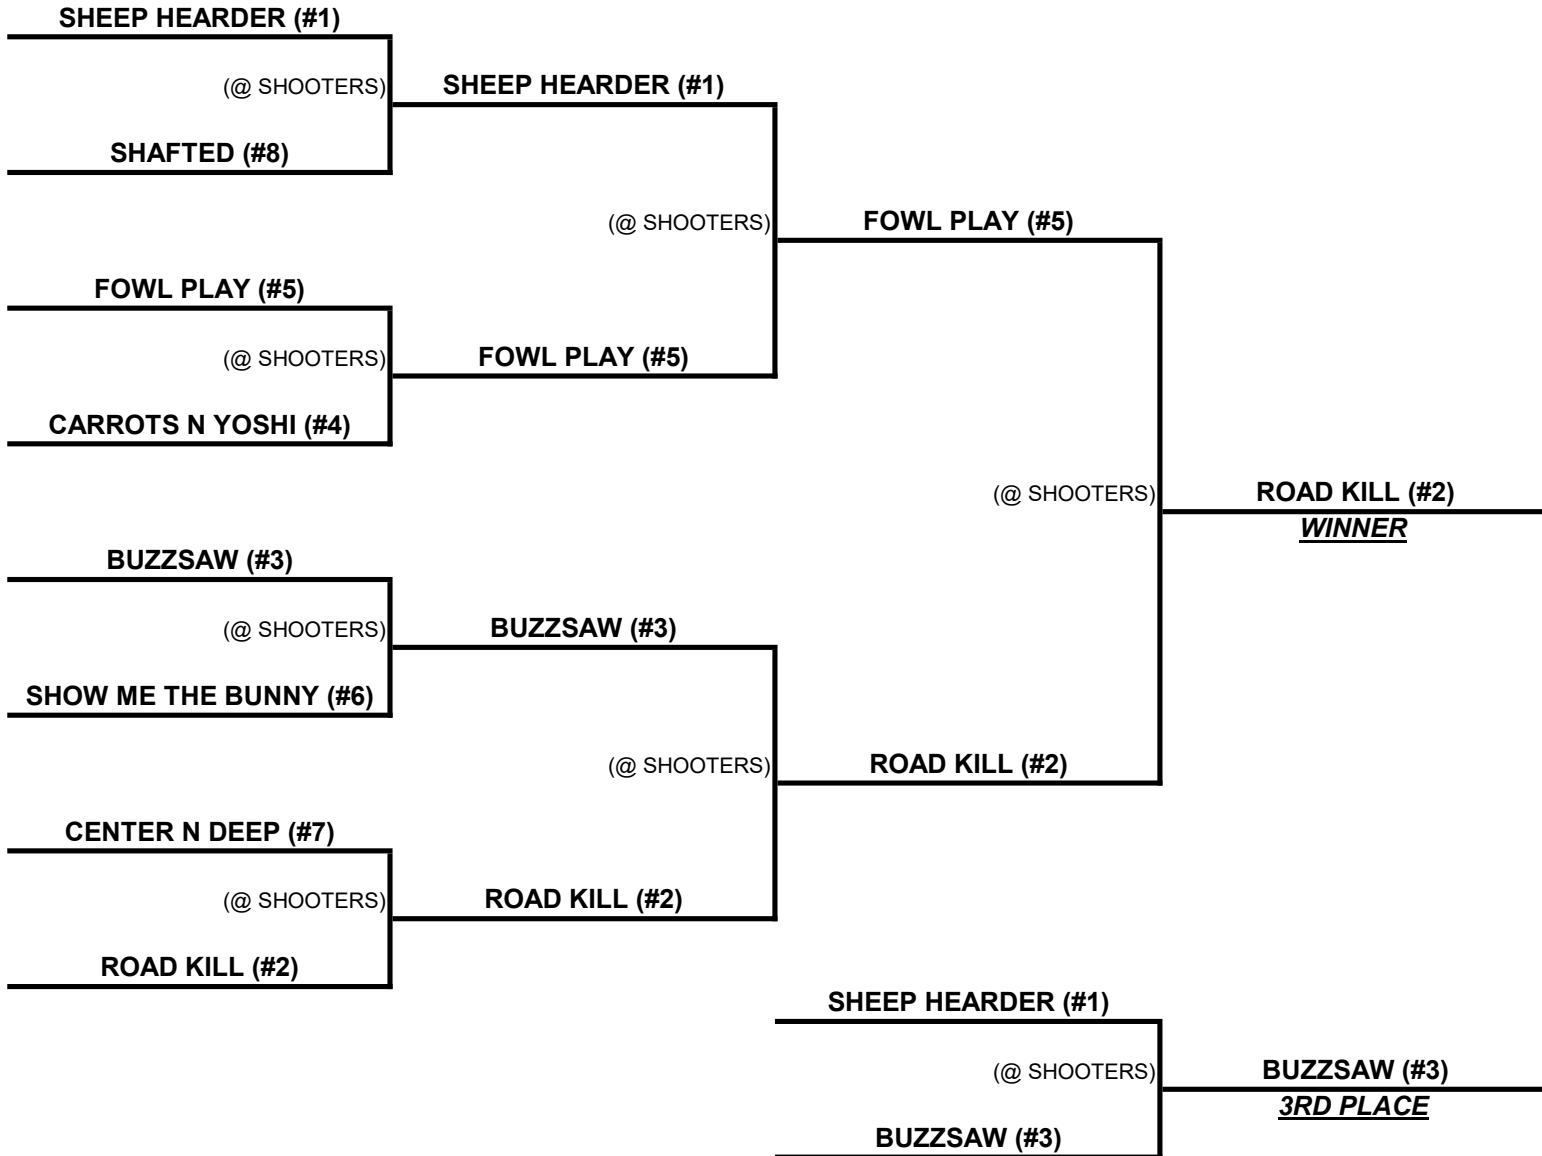 SHEEP HEARDER (#1)
(@ SHOOTERS)
SHEEP HEARDER (#1)
SHAFTED (#8)
(@ SHOOTERS)
FOWL PLAY (#5)
FOWL PLAY (#5)
(@ SHOOTERS)
FOWL PLAY (#5)
CARROTS N YOSHI (#4)
(@ SHOOTERS)
ROAD KILL (#2)
WINNER
BUZZSAW (#3)
(@ SHOOTERS)
BUZZSAW (#3)
SHOW ME THE BUNNY (#6)
(@ SHOOTERS)
ROAD KILL (#2)
CENTER N DEEP (#7)
(@ SHOOTERS)
ROAD KILL (#2)
ROAD KILL (#2)
SHEEP HEARDER (#1)
(@ SHOOTERS)
BUZZSAW (#3)
3RD PLACE
BUZZSAW (#3)